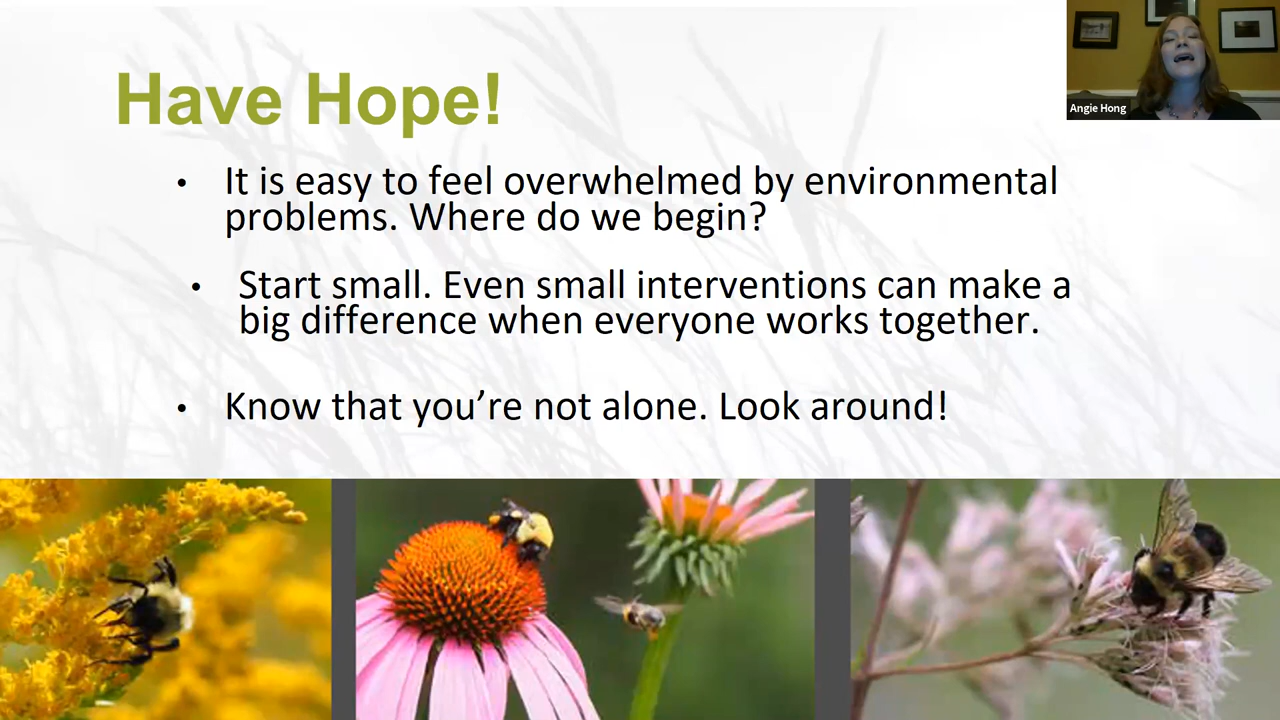 Have Hope!
Angie Hong
• It is easy to feel overwhelmed by environmental
problems. Where do we begin?
• Start small. Even small interventions can make a
big difference when everyone works together.
• Know that you’re not alone. Look around!